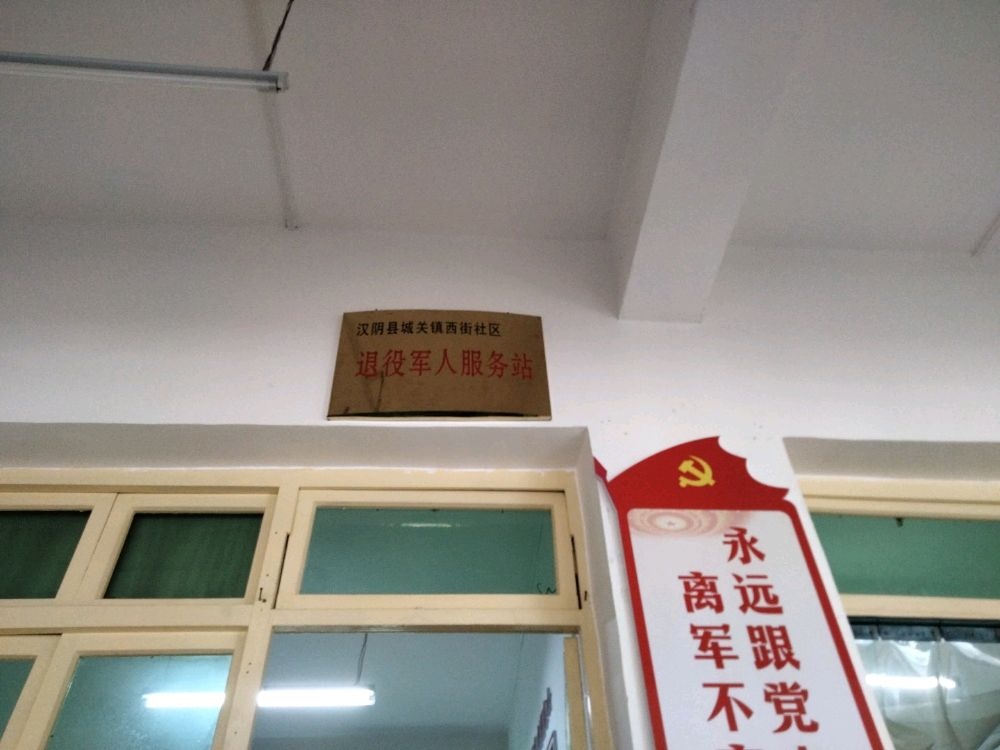 汉阴县城关镇西街社区
退役军人服务站
永远跟党
离军不